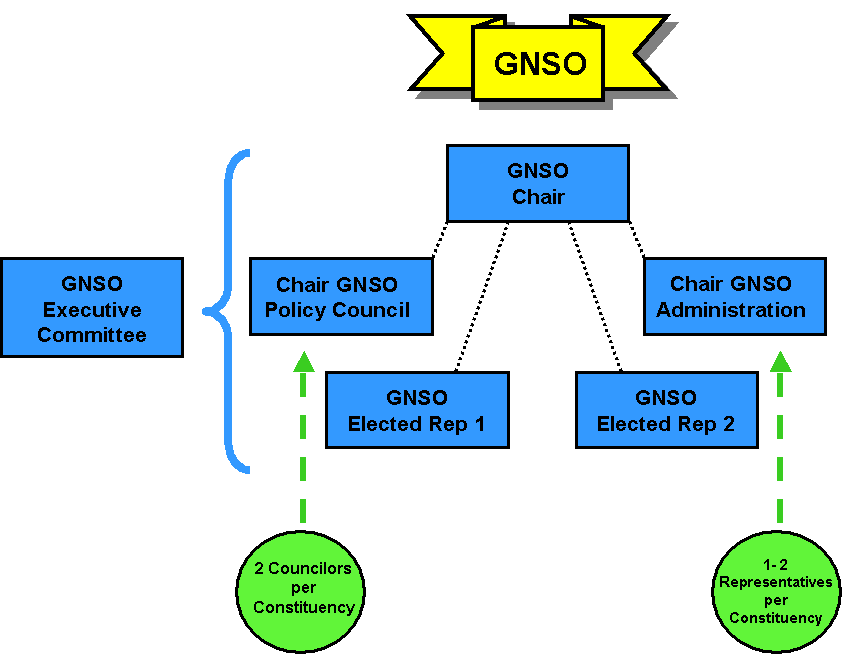 GNSO
GNSO
Chair
GNSO
Executive
Committee
Chair GNSO
Policy Council
Chair GNSO
Administration
GNSO
Elected Rep 1
GNSO
Elected Rep 2
2 Councilors
per
Constituency
1- 2
Representatives
per
Constituency